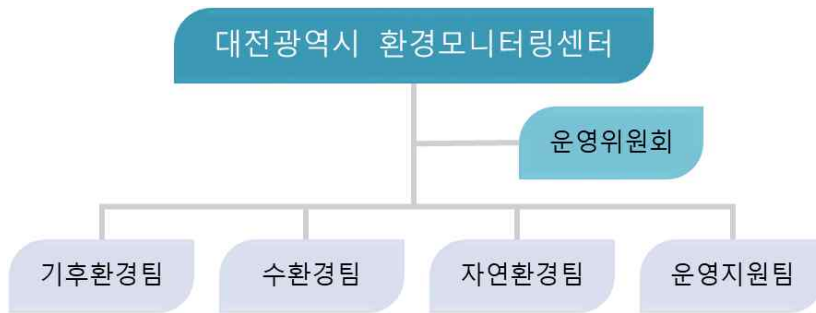 대전광역시 환경모니터링센터
운영위원회
기후환경팀
수환경팀
자연환경팀
운영지원팀